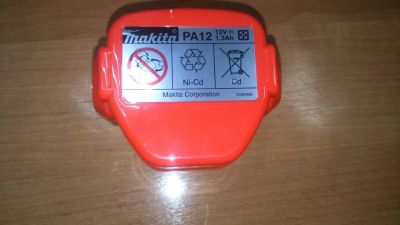 makita PA12 12V 1.3Ah
Ni-Cd Cd
Makita Corporation